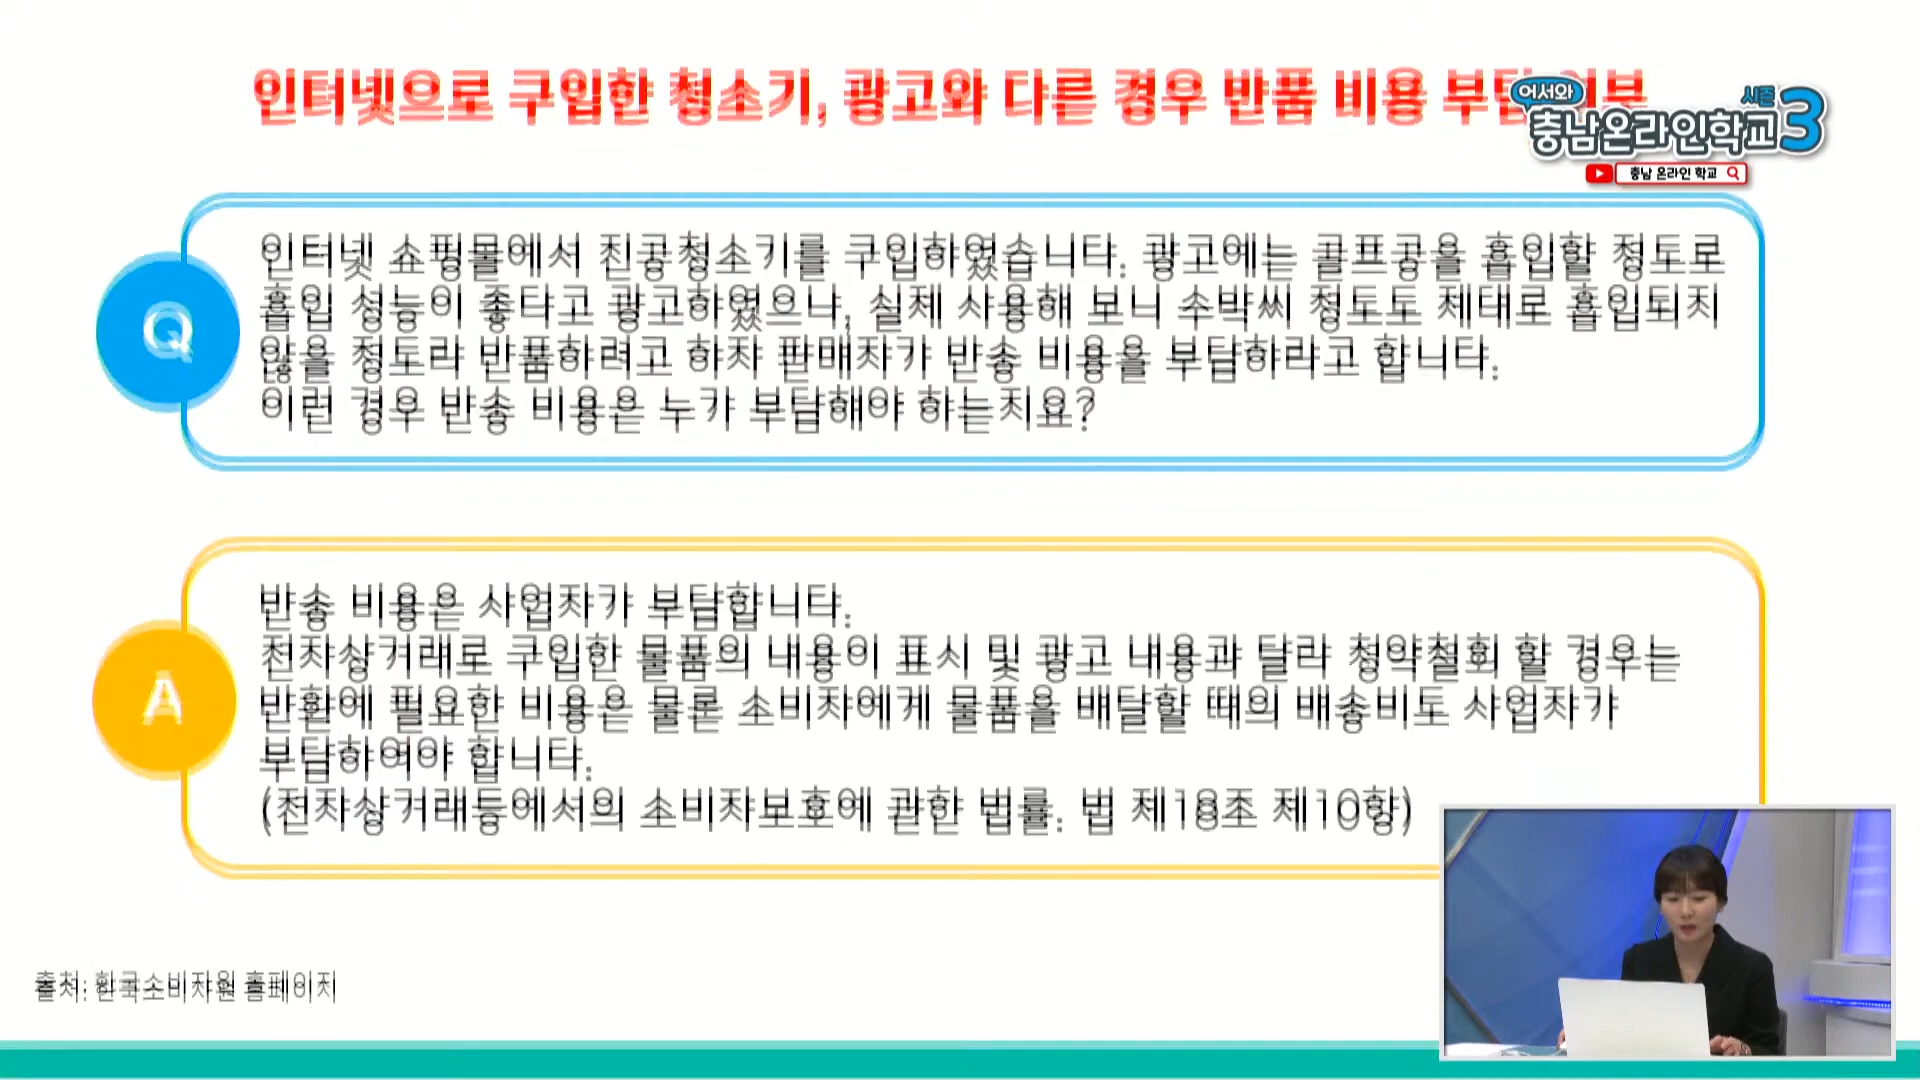 인터넷으로 구입한 청소기, 광고와 다른 경우 반품 비용 부담 여부
어서와 시즌3
충남온라인학교
충남 온라인 학교
Q
인터넷 쇼핑몰에서 진공청소기를 구입하였습니다. 광고에는 골프공을 흡입할 정도로
흡입 성능이 좋다고 광고하였으나, 실제 사용해 보니 수박씨 정도도 제대로 흡입되지
않을 정도라 반품하려고 하자 판매자가 반송 비용을 부담하라고 합니다.
이런 경우 반송 비용은 누가 부담해야 하는지요?
A
반송 비용은 사업자가 부담합니다.
전자상거래로 구입한 물품의 내용이 표시 및 광고 내용과 달라 청약철회 할 경우는
반환에 필요한 비용은 물론 소비자에게 물품을 배달할 때의 배송비도 사업자가
부담하여야 합니다.
(전자상거래등에서의 소비자보호에 관한 법률. 법 제18조 제10항)
출처: 한국소비자원 홈페이지